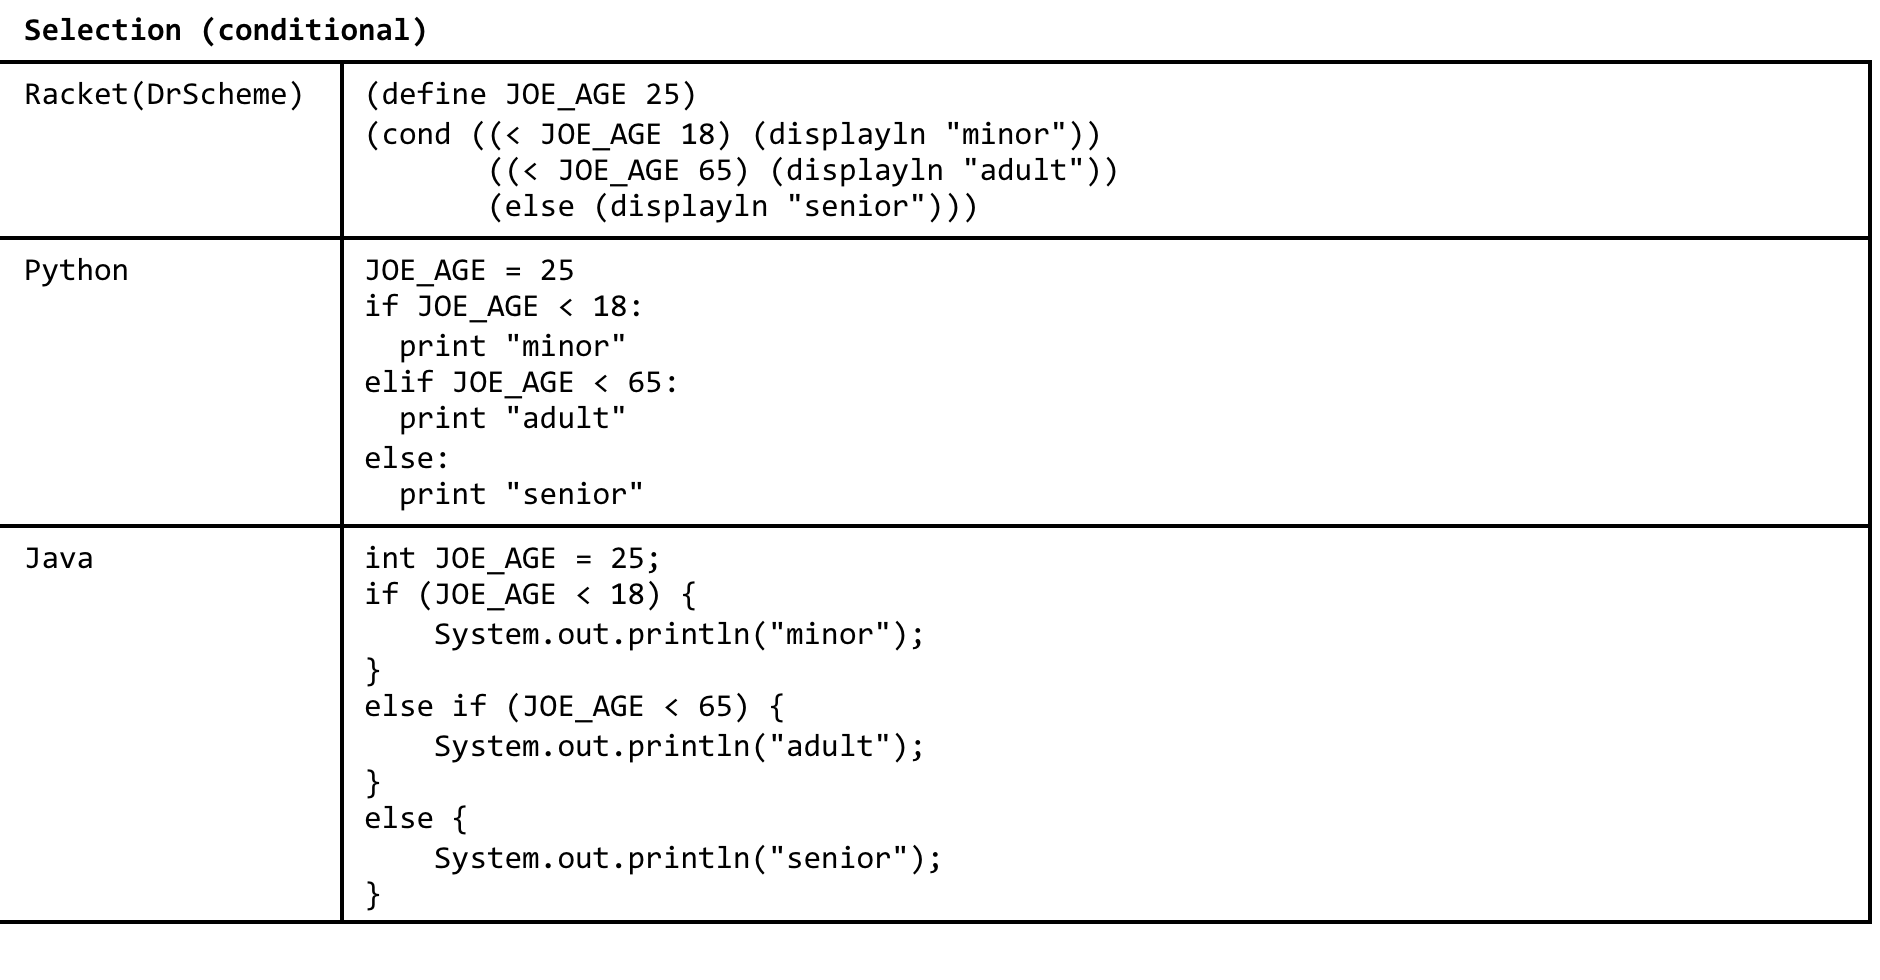 Selection (conditional)
Racket(DrScheme)
(define JOE_AGE 25)
(cond ((< JOE_AGE 18) (displayln "minor"))
       ((< JOE_AGE 65) (displayln "adult"))
       (else (displayln "senior")))
Python
JOE_AGE = 25
if JOE_AGE < 18:
  print "minor"
elif JOE_AGE < 65:
  print "adult"
else:
  print "senior"
Java
int JOE_AGE = 25;
if (JOE_AGE < 18) {
    System.out.println("minor");
}
else if (JOE_AGE < 65) {
    System.out.println("adult");
}
else {
    System.out.println("senior");
}